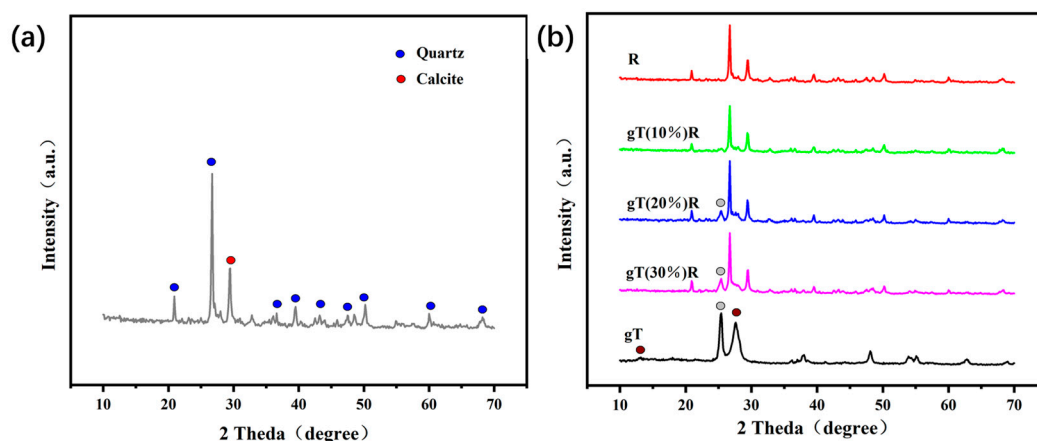 (a)
Quartz
Calcite
Intensity（a.u.）
10 20 30 40 50 60 70
2 Theda（degree）
(b)
R
gT(10%)R
gT(20%)R
gT(30%)R
gT
Intensity（a.u.）
10 20 30 40 50 60 70
2 Theda（degree）